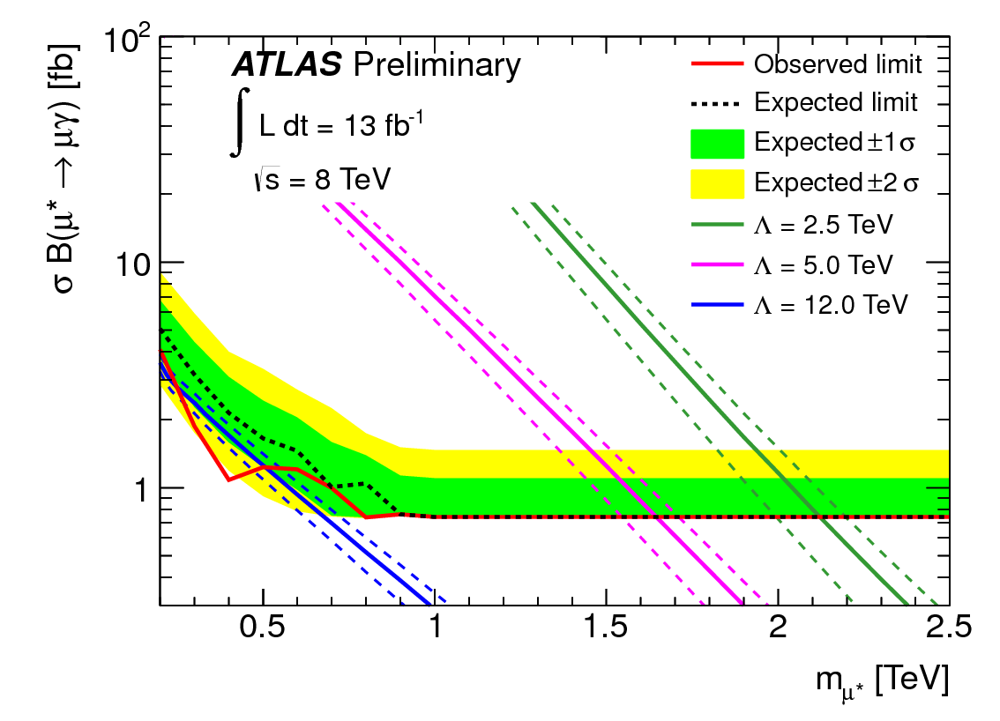 10²
10
1
σ B(μ* → μγ) [fb]
ATLAS Preliminary
∫ L dt = 13 fb⁻¹
√s = 8 TeV
Observed limit
Expected limit
Expected ±1 σ
Expected ±2 σ
Λ = 2.5 TeV
Λ = 5.0 TeV
Λ = 12.0 TeV
0.5 1 1.5 2 2.5
m_μ* [TeV]